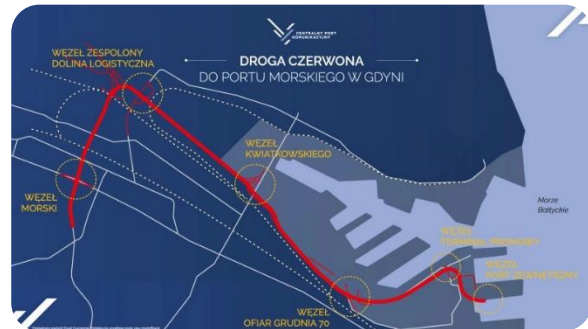 CENTRALNY PORT
KOMUNIKACYJNY
DROGA CZERWONA
DO PORTU MORSKIEGO W GDYNI
WĘZEŁ ZESPOLONY
DOLINA LOGISTYCZNA
WĘZEŁ
KWIATKOWSKIEGO
WĘZEŁ
MORSKI
Morze
Bałtyckie
WĘZEŁ
TERMINAL PROMOWY
WĘZEŁ
PORT ZEWNĘTRZNY
WĘZEŁ
OFIAR GRUDNIA 70